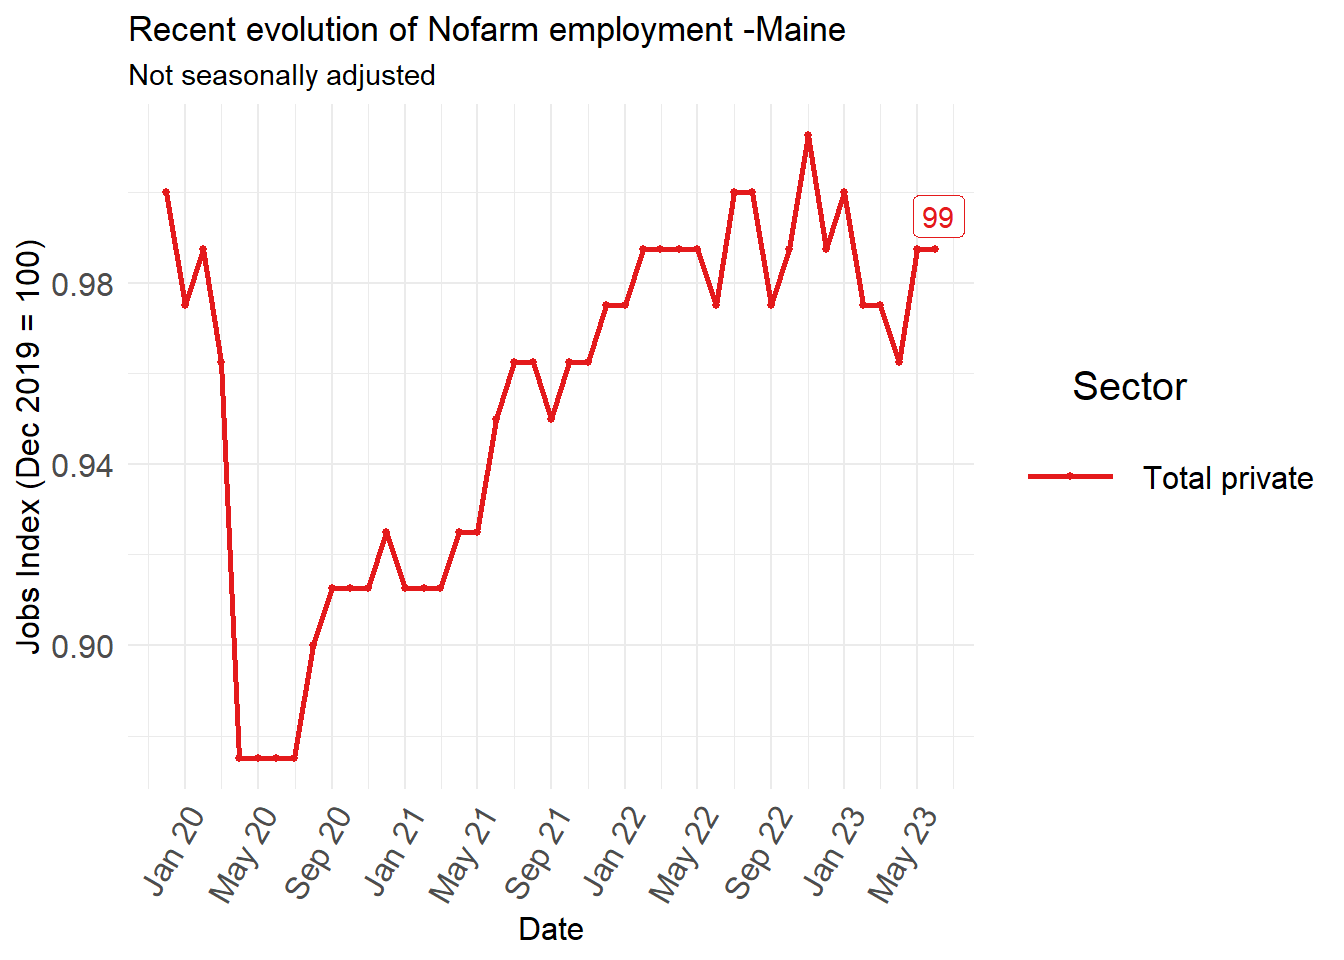 Recent evolution of Nofarm employment -Maine
Not seasonally adjusted
Jobs Index (Dec 2019 = 100)
0.98
0.94
0.90
99
Jan 20
May 20
Sep 20
Jan 21
May 21
Sep 21
Jan 22
May 22
Sep 22
Jan 23
May 23
Date
Sector
Total private